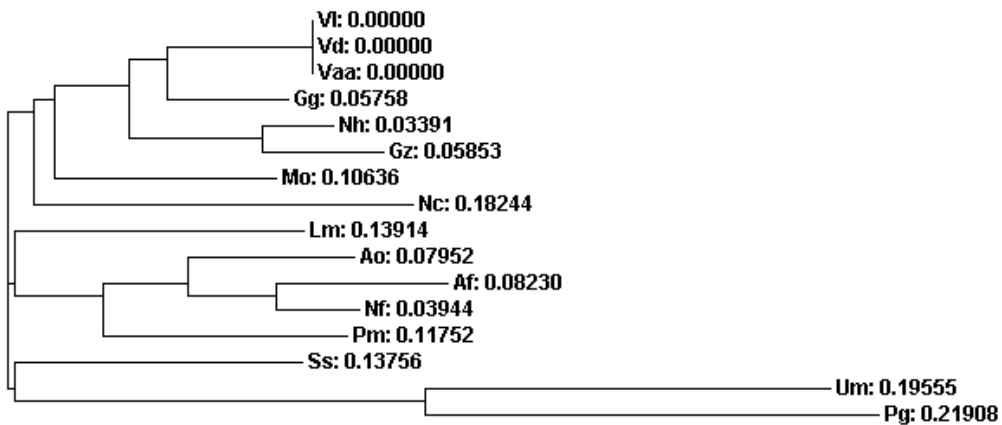 Vl: 0.00000
Vd: 0.00000
Vaa: 0.00000
Gg: 0.05758
Nh: 0.03391
Gz: 0.05853
Mo: 0.10636
Nc: 0.18244
Lm: 0.13914
Ao: 0.07952
Af: 0.08230
Nf: 0.03944
Pm: 0.11752
Ss: 0.13756
Um: 0.19555
Pg: 0.21908